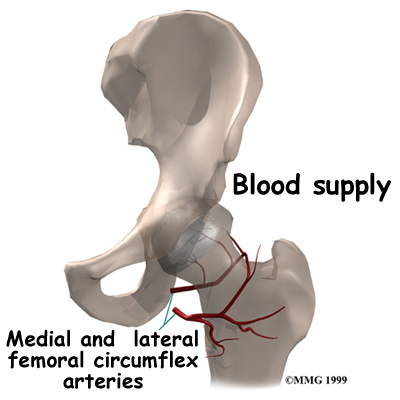 Blood supply
Medial and lateral
femoral circumflex
arteries
©MMG 1999